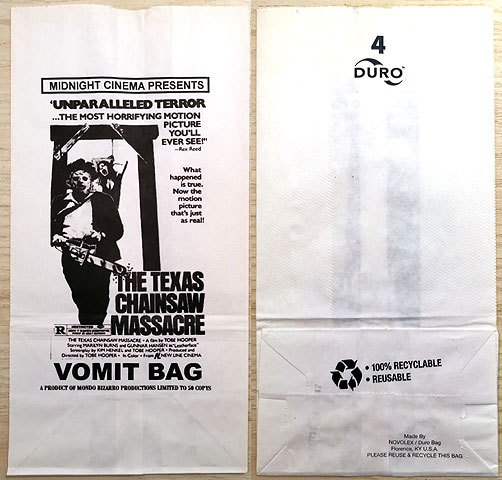 MIDNIGHT CINEMA PRESENTS
"UNPARALLELED TERROR
...THE MOST HORRIFYING MOTION
PICTURE
YOU'LL
EVER SEE!"
—Rex Reed
What
happened
is true.
Now the
motion
picture
that's just
as real!
THE TEXAS
CHAINSAW
MASSACRE
R RESTRICTED
THE TEXAS CHAINSAW MASSACRE • A film by TOBE HOOPER
Starring MARILYN BURNS and GUNNAR HANSEN as "Leatherface"
Screenplay by KIM HENKEL and TOBE HOOPER • Produced and
Directed by TOBE HOOPER • In Color • From NEW LINE CINEMA
VOMIT BAG
A PRODUCT OF MONDO BIZARRO PRODUCTIONS LIMITED TO 50 COPIES
4
DURO™
• 100% RECYCLABLE
• REUSABLE
Made By
NOVOLEX / Duro Bag
Florence, KY U.S.A.
PLEASE REUSE & RECYCLE THIS BAG